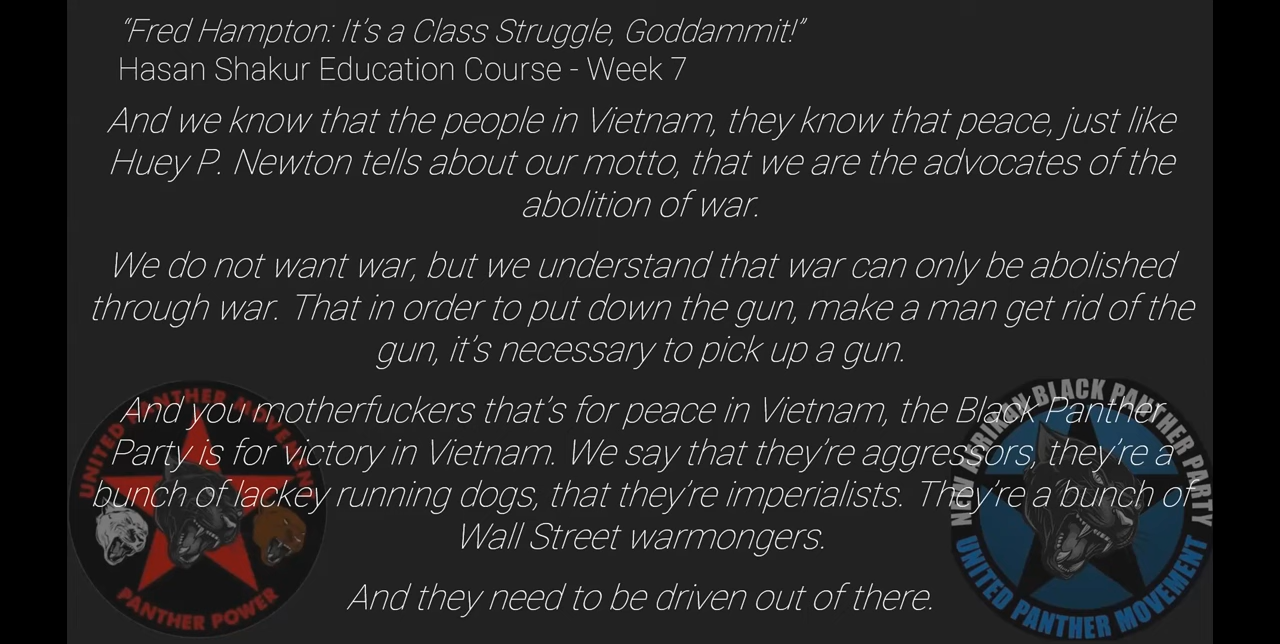 “Fred Hampton: It’s a Class Struggle, Goddammit!”
Hasan Shakur Education Course - Week 7
And we know that the people in Vietnam, they know that peace, just like
Huey P. Newton tells about our motto, that we are the advocates of the
abolition of war.
We do not want war, but we understand that war can only be abolished
through war. That in order to put down the gun, make a man get rid of the
gun, it’s necessary to pick up a gun.
And you motherfuckers that’s for peace in Vietnam, the Black Panther
Party is for victory in Vietnam. We say that they’re aggressors, they’re a
bunch of lackey running dogs, that they’re imperialists. They’re a bunch of
Wall Street warmongers.
And they need to be driven out of there.
UNITED PANTHER MOVEMENT
PANTHER POWER
NEW AFRIKAN BLACK PANTHER PARTY
UNITED PANTHER MOVEMENT